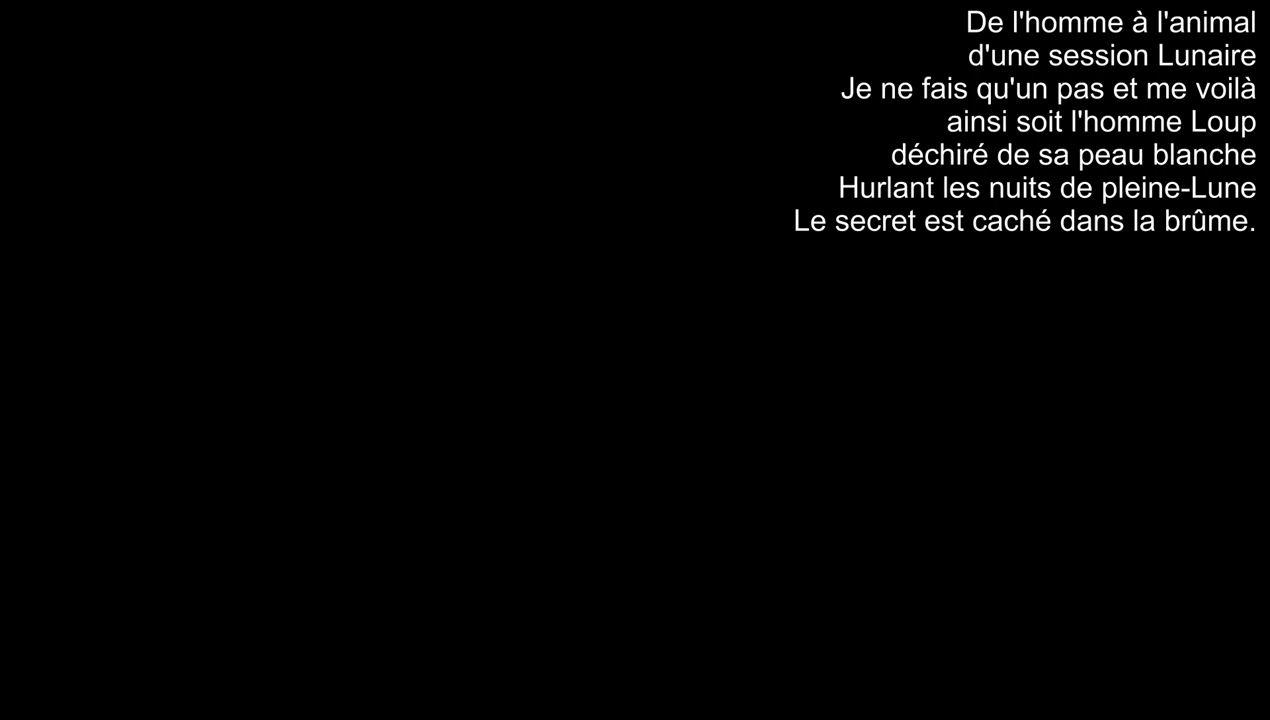 De l'homme à l'animal
d'une session Lunaire
Je ne fais qu'un pas et me voilà
ainsi soit l'homme Loup
déchiré de sa peau blanche
Hurlant les nuits de pleine-Lune
Le secret est caché dans la brûme.